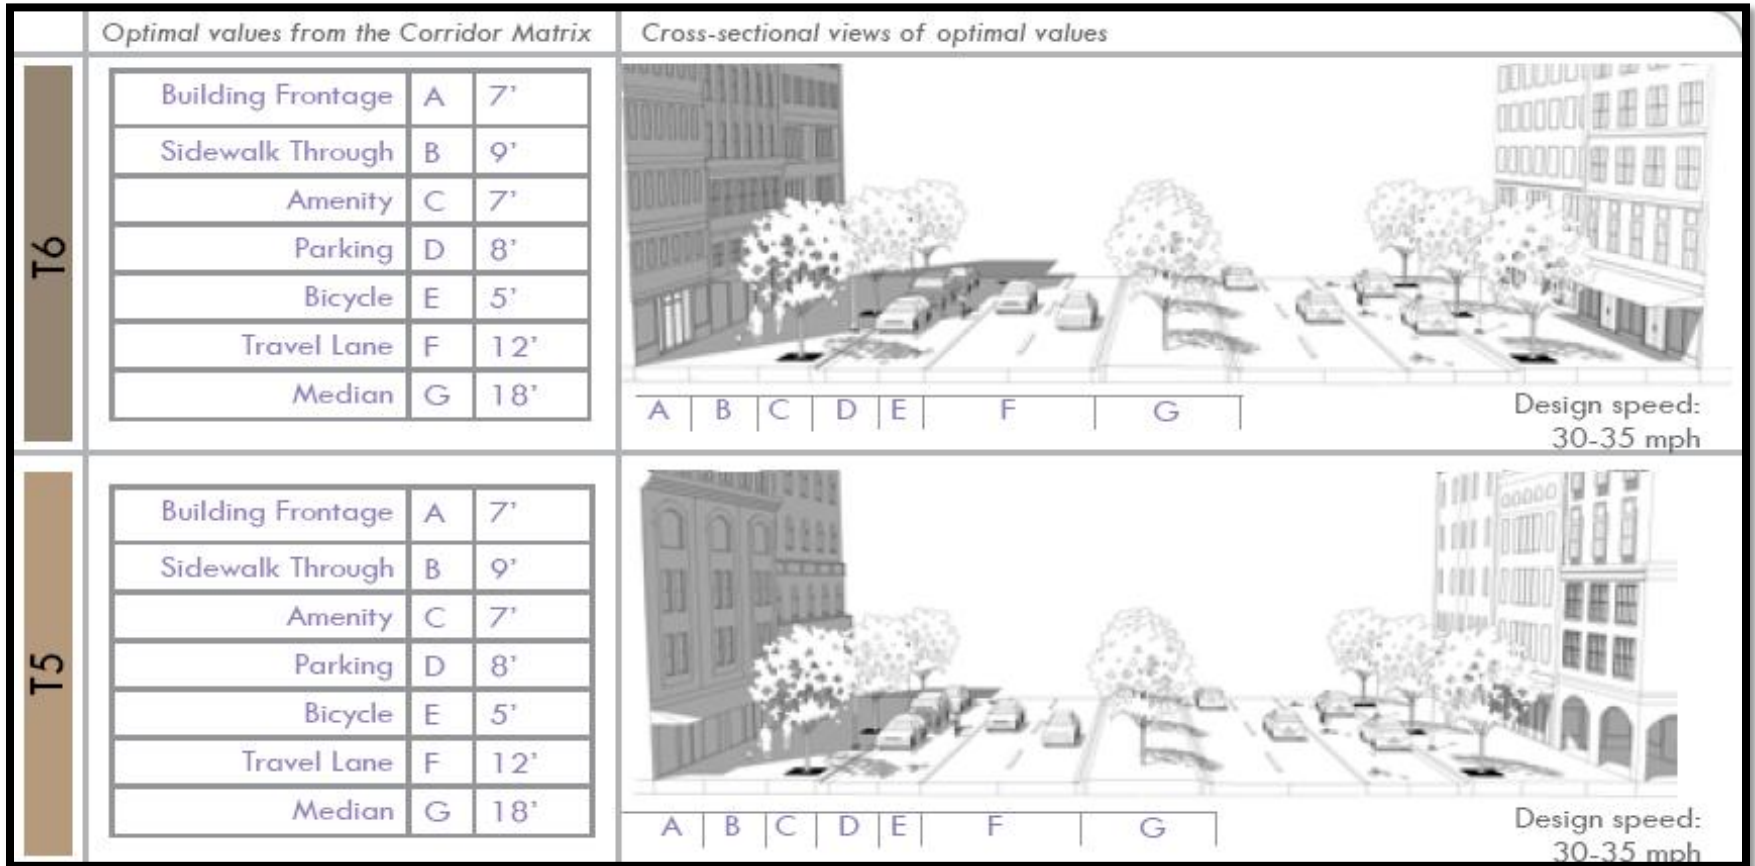 Optimal values from the Corridor Matrix
Cross-sectional views of optimal values
T6
Building Frontage A 7’
Sidewalk Through B 9’
Amenity C 7’
Parking D 8’
Bicycle E 5’
Travel Lane F 12’
Median G 18’
A B C D E F G
Design speed:
30-35 mph
T5
Building Frontage A 7’
Sidewalk Through B 9’
Amenity C 7’
Parking D 8’
Bicycle E 5’
Travel Lane F 12’
Median G 18’
A B C D E F G
Design speed:
30-35 mph